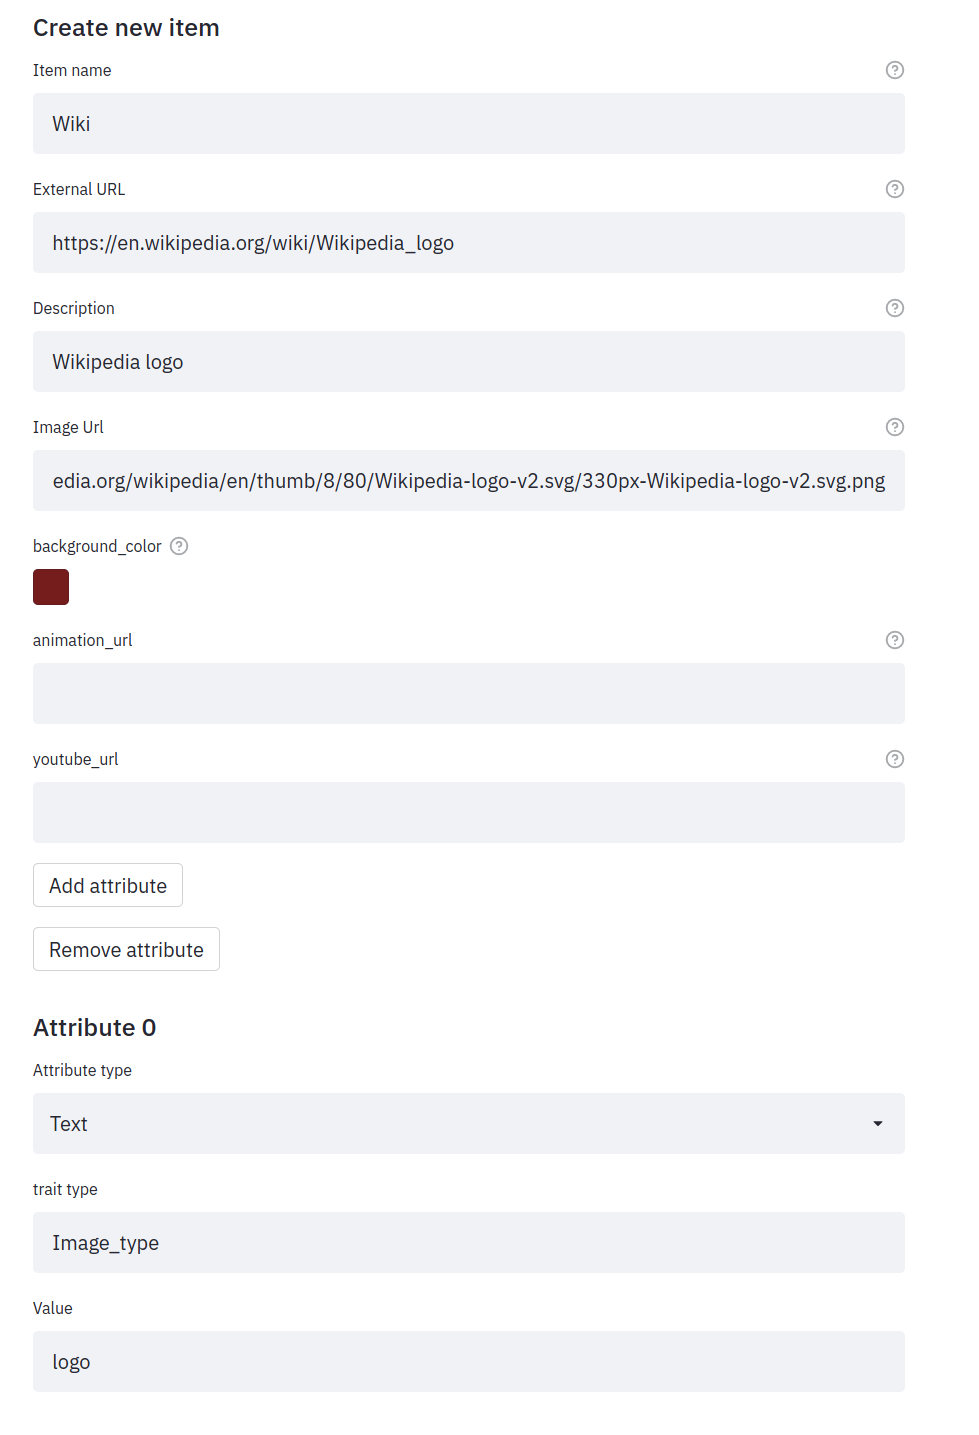 Create new item
Item name
Wiki
External URL
https://en.wikipedia.org/wiki/Wikipedia_logo
Description
Wikipedia logo
Image Url
edia.org/wikipedia/en/thumb/8/80/Wikipedia-logo-v2.svg/330px-Wikipedia-logo-v2.svg.png
background_color
animation_url
youtube_url
Add attribute
Remove attribute
Attribute 0
Attribute type
Text
trait type
Image_type
Value
logo